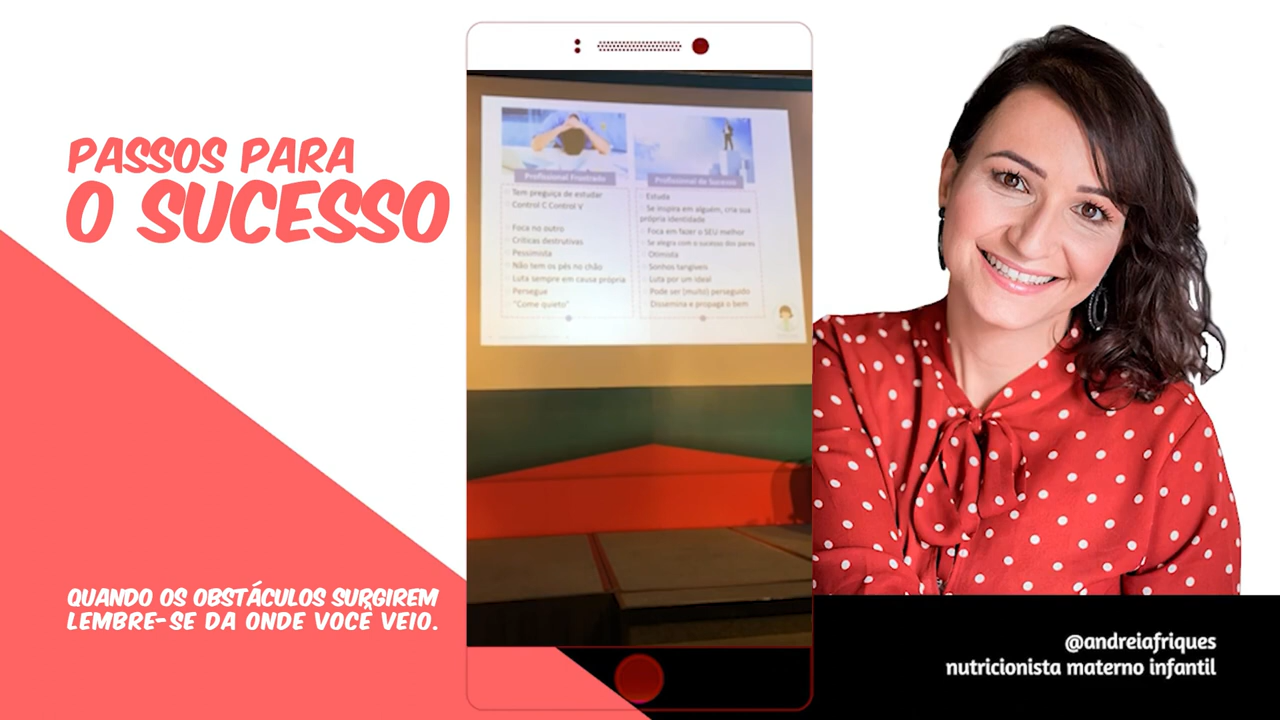 PASSOS PARA
O SUCESSO
Profissional Frustrado
Tem preguiça de estudar
Control C Control V
Foca no outro
Críticas destrutivas
Pessimista
Não tem os pés no chão
Luta sempre em causa própria
Persegue
"Come quieto"
Profissional de Sucesso
Estuda
Se inspira em alguém, cria sua
própria identidade
Foca em fazer o SEU melhor
Se alegra com o sucesso dos pares
Otimista
Sonhos tangíveis
Luta por um ideal
Pode ser (muito) perseguido
Dissemina e propaga o bem
QUANDO OS OBSTÁCULOS SURGIREM
LEMBRE-SE DA ONDE VOCÊ VEIO.
@andreiafriques
nutricionista materno infantil